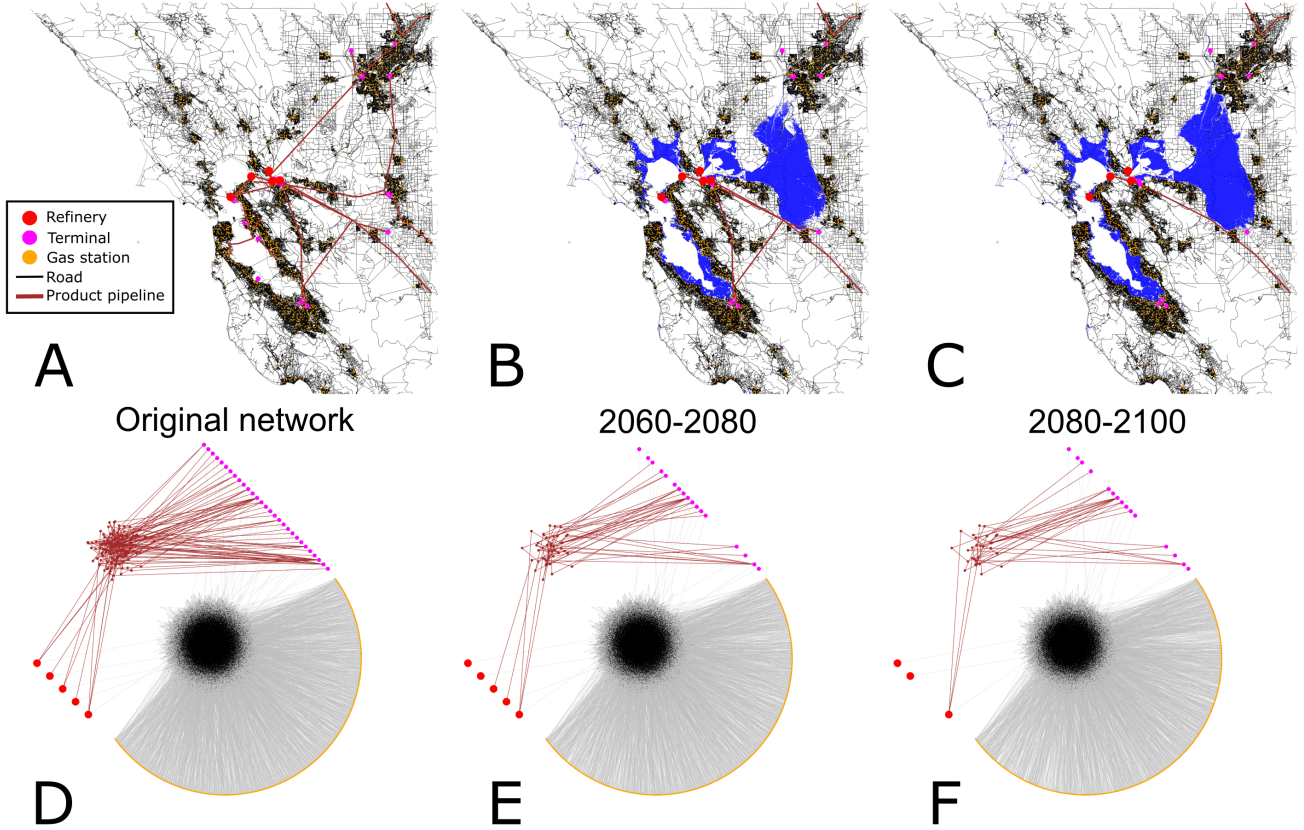 Refinery
Terminal
Gas station
Road
Product pipeline
A
B
C
Original network
2060-2080
2080-2100
D
E
F